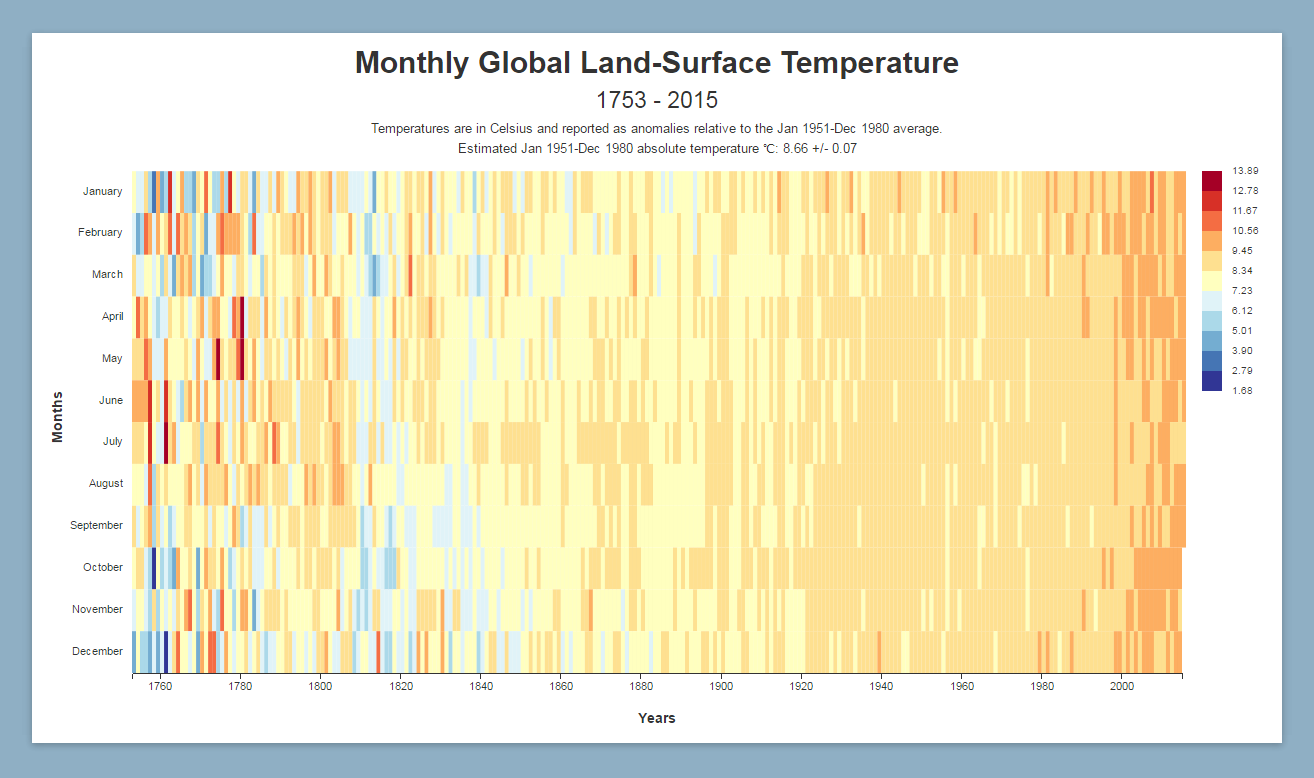 Monthly Global Land-Surface Temperature
1753 - 2015
Temperatures are in Celsius and reported as anomalies relative to the Jan 1951-Dec 1980 average.
Estimated Jan 1951-Dec 1980 absolute temperature ℃: 8.66 +/- 0.07
January
February
March
April
May
June
July
August
September
October
November
December
Months
13.89
12.78
11.67
10.56
9.45
8.34
7.23
6.12
5.01
3.90
2.79
1.68
1760 1780 1800 1820 1840 1860 1880 1900 1920 1940 1960 1980 2000
Years